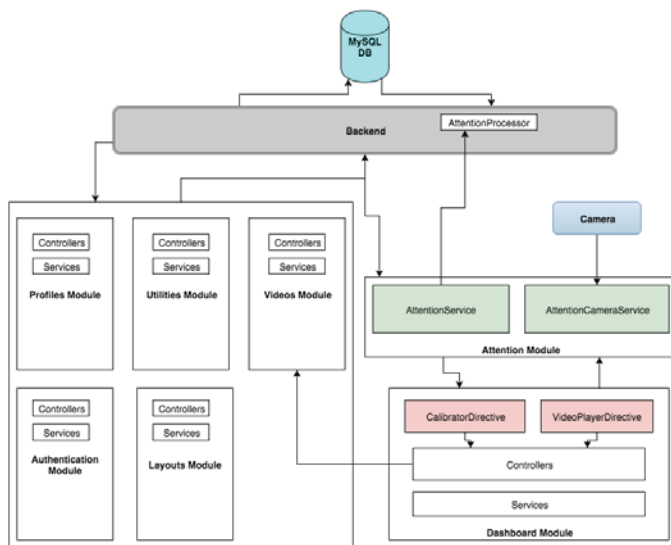 MySQL
DB
Backend
AttentionProcessor
Camera
Controllers
Services
Profiles Module
Controllers
Services
Utilities Module
Controllers
Services
Videos Module
AttentionService
AttentionCameraService
Attention Module
Controllers
Services
Authentication
Module
Controllers
Services
Layouts Module
CalibratorDirective
VideoPlayerDirective
Controllers
Services
Dashboard Module